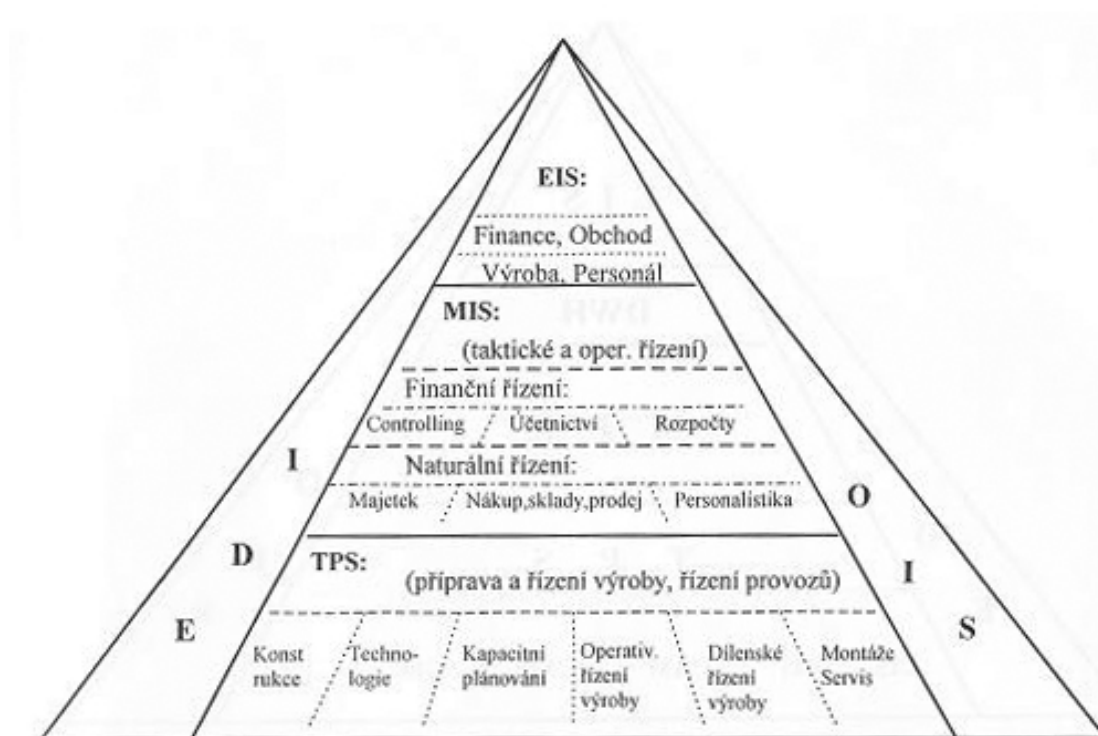 EIS:
Finance, Obchod
Výroba, Personál
MIS:
(taktické a oper. řízení)
Finanční řízení:
Controlling Účetnictví Rozpočty
Naturální řízení:
Majetek Nákup,sklady,prodej Personalistika
TPS:
(příprava a řízení výroby, řízení provozů)
Konst Techno- Kapacitní Operativ. Dílenské Montáže
rukce logie plánování řízení řízení Servis
výroby výroby
E D I
O I S
DWH